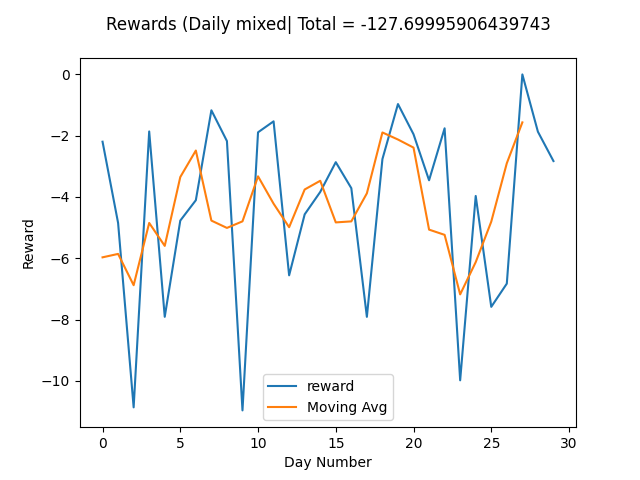 Rewards (Daily mixed| Total = -127.69995906439743
0
−2
−4
−6
−8
−10
Reward
reward
Moving Avg
0 5 10 15 20 25 30
Day Number